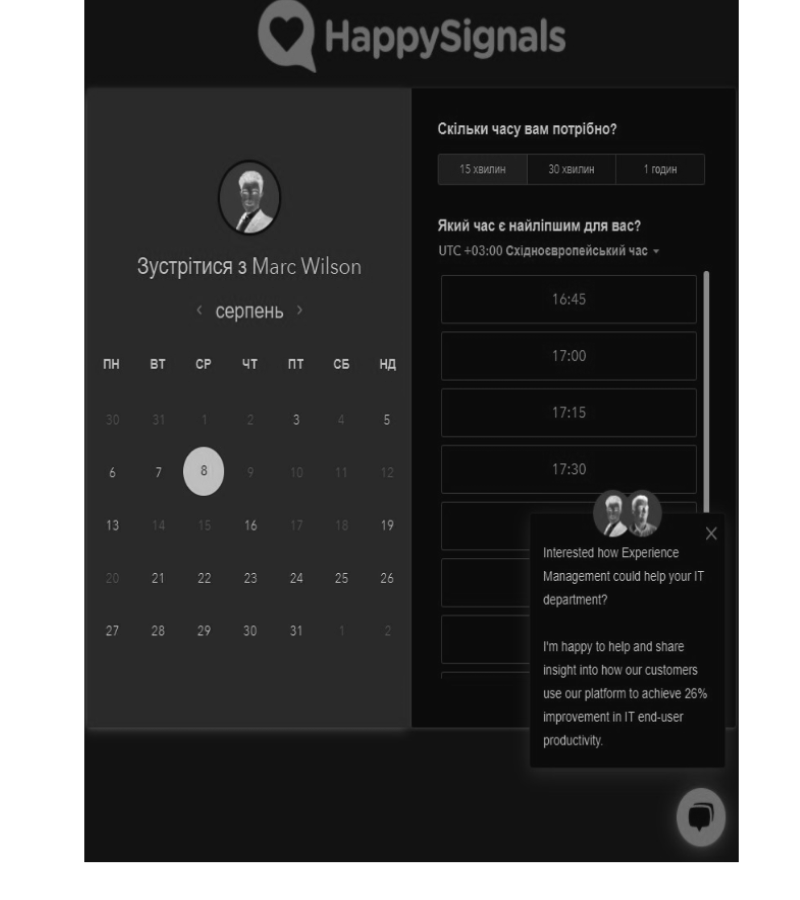 HappySignals
Зустрітися з Marc Wilson
‹ серпень ›
ПН ВТ СР ЧТ ПТ СБ НД
30 31 1 2 3 4 5
6 7 8 9 10 11 12
13 14 15 16 17 18 19
20 21 22 23 24 25 26
27 28 29 30 31 1 2
Скільки часу вам потрібно?
15 хвилин 30 хвилин 1 годин
Який час є найліпшим для вас?
UTC +03:00 Східноєвропейський час
16:45
17:00
17:15
17:30
Interested how Experience
Management could help your IT
department?
I'm happy to help and share
insight into how our customers
use our platform to achieve 26%
improvement in IT end-user
productivity.